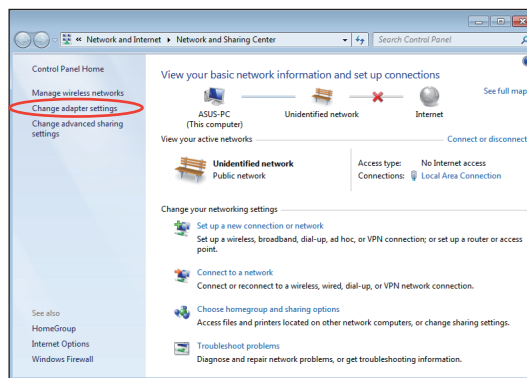 « Network and Internet ▸ Network and Sharing Center
Search Control Panel
Control Panel Home
Manage wireless networks
Change adapter settings
Change advanced sharing
settings
See also
HomeGroup
Internet Options
Windows Firewall
View your basic network information and set up connections
See full map
ASUS-PC
(This computer)
Unidentified network
Internet
View your active networks
Connect or disconnect
Unidentified network
Public network
Access type: No Internet access
Connections: Local Area Connection
Change your networking settings
Set up a new connection or network
Set up a wireless, broadband, dial-up, ad hoc, or VPN connection; or set up a router or access
point.
Connect to a network
Connect or reconnect to a wireless, wired, dial-up, or VPN network connection.
Choose homegroup and sharing options
Access files and printers located on other network computers, or change sharing settings.
Troubleshoot problems
Diagnose and repair network problems, or get troubleshooting information.